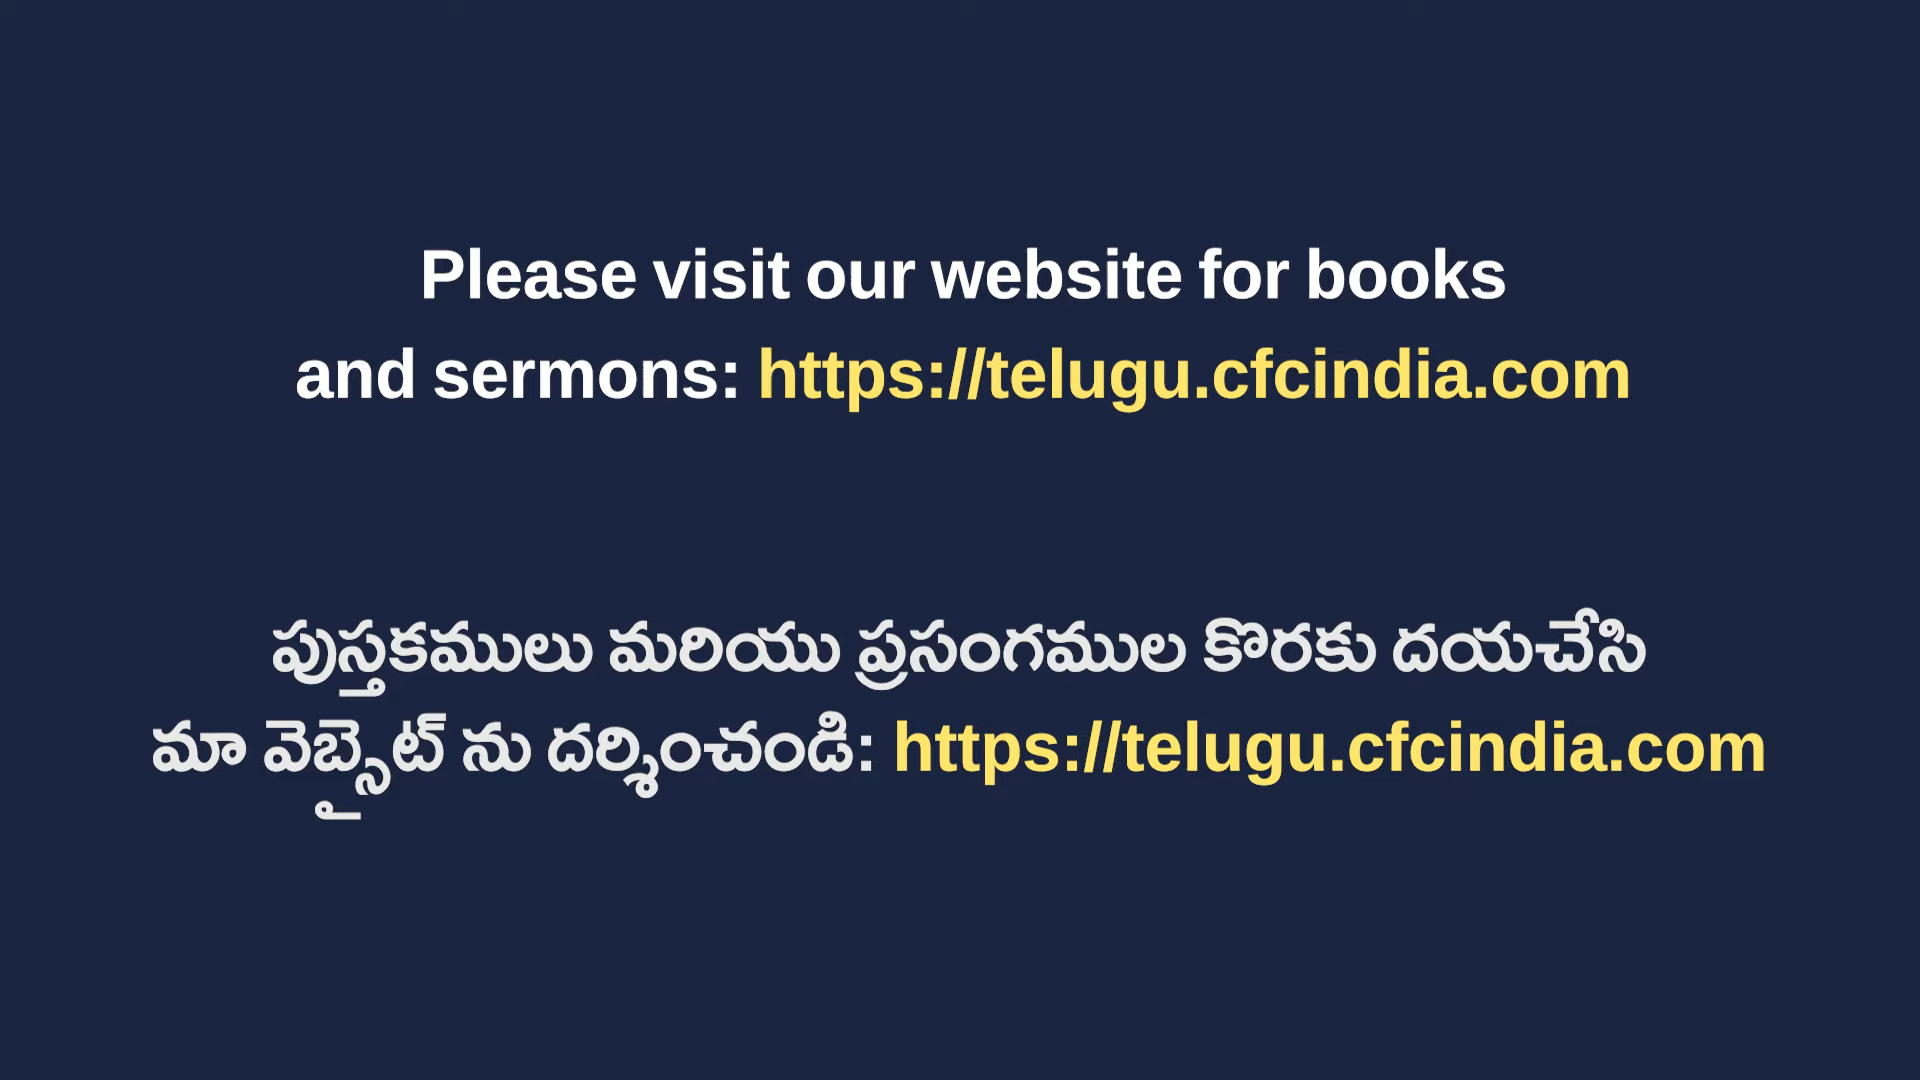 Please visit our website for books
and sermons: https://telugu.cfcindia.com
పుస్తకములు మరియు ప్రసంగముల కొరకు దయచేసి
మా వెబ్సైట్ ను దర్శించండి: https://telugu.cfcindia.com